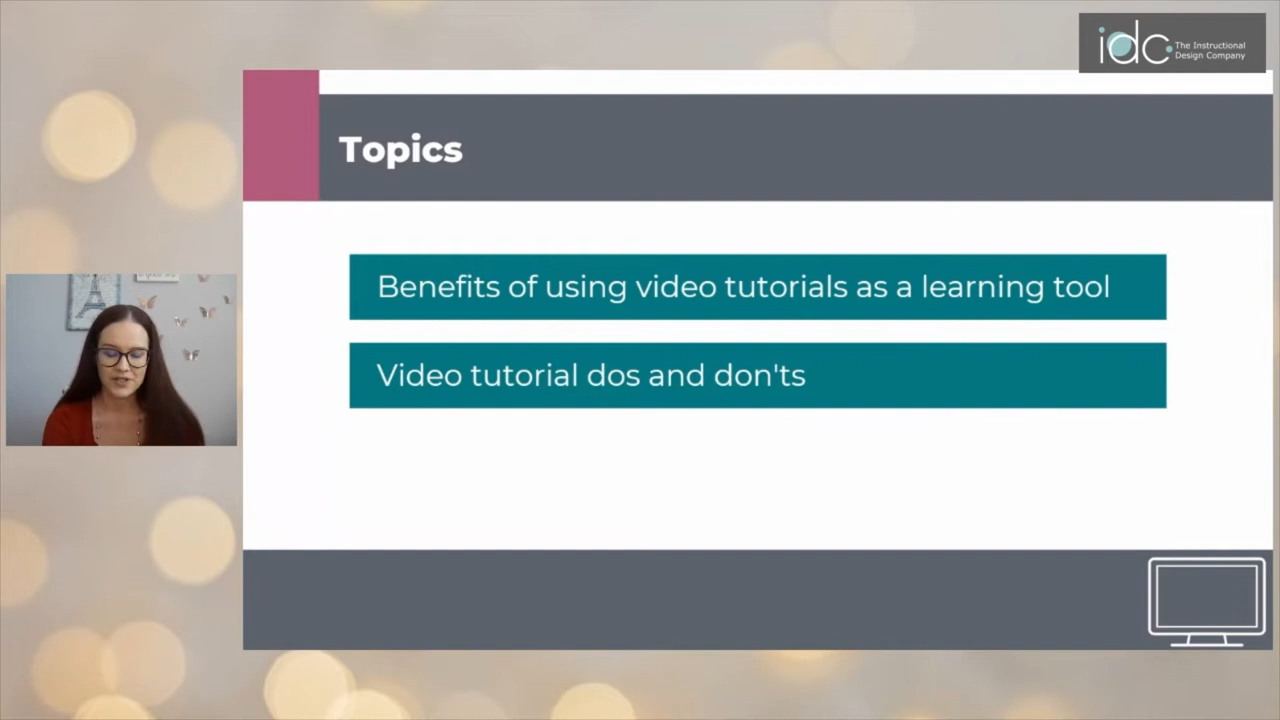 idc
The Instructional
Design Company
Topics
Benefits of using video tutorials as a learning tool
Video tutorial dos and don'ts